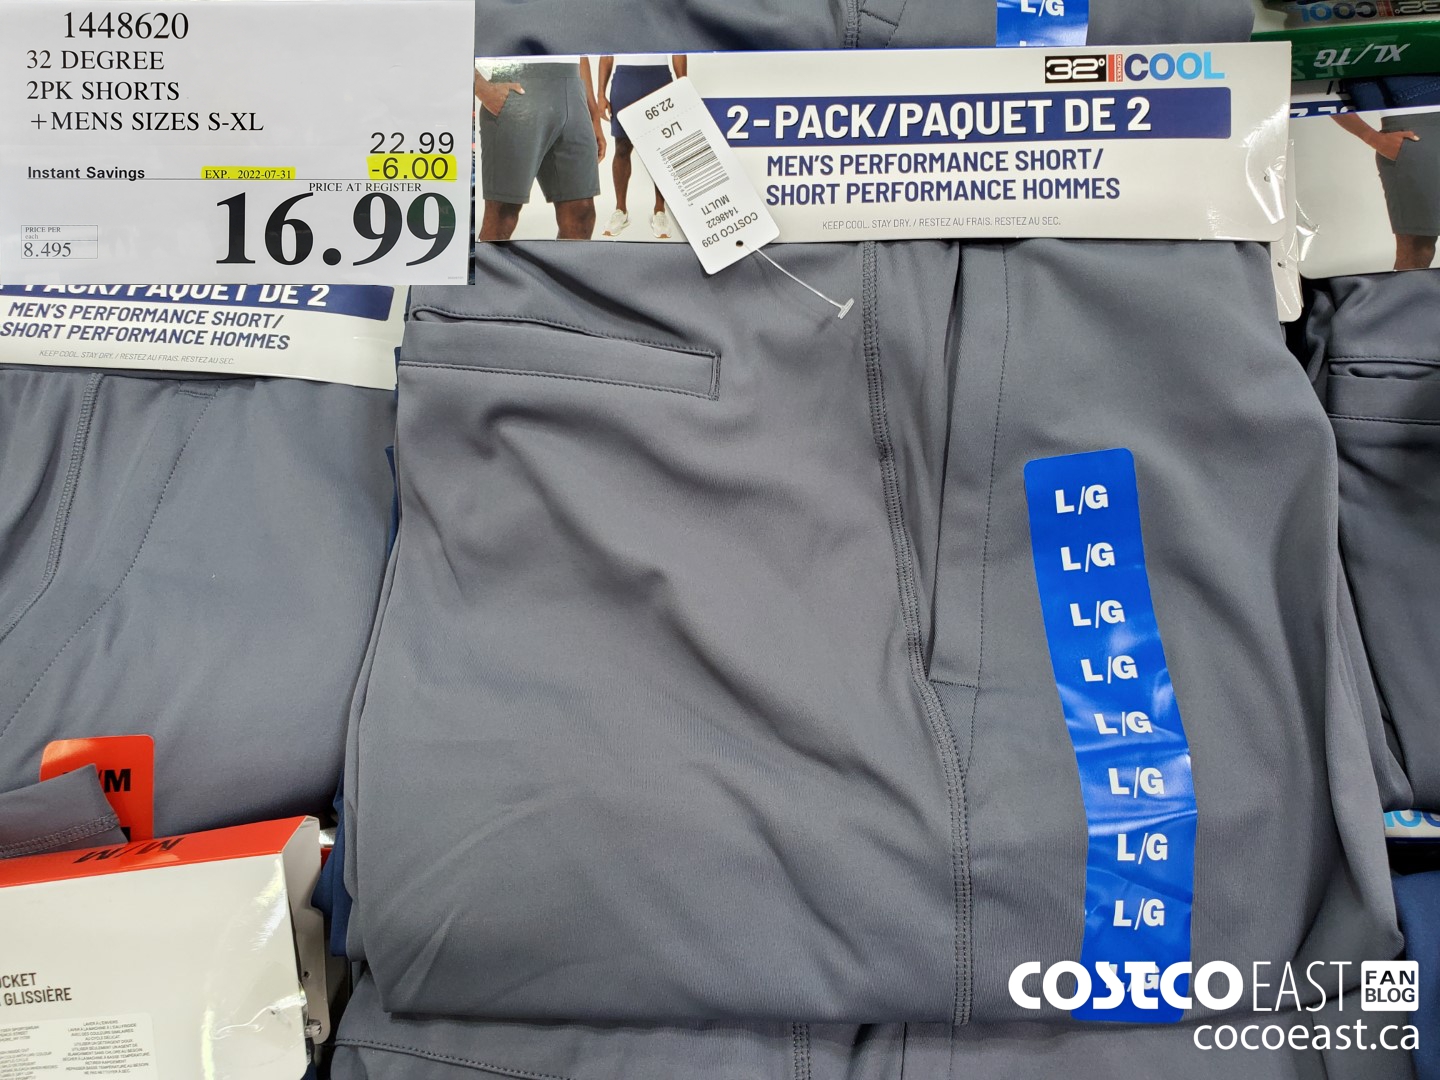 1448620
32 DEGREE
2PK SHORTS
+MENS SIZES S-XL
22.99
-6.00
Instant Savings
EXP. 2022-07-31
PRICE AT REGISTER
16.99
PRICE PER
each
8.495
L/G
32° COOL
XL/TG
2-PACK/PAQUET DE 2
MEN'S PERFORMANCE SHORT/
SHORT PERFORMANCE HOMMES
KEEP COOL. STAY DRY. / RESTEZ AU FRAIS. RESTEZ AU SEC.
22.99
L/G
MULTI
1448622
COSTCO D39
PAQUET DE 2
MEN'S PERFORMANCE SHORT/
SHORT PERFORMANCE HOMMES
KEEP COOL. STAY DRY. / RESTEZ AU FRAIS. RESTEZ AU SEC.
L/G
L/G
L/G
L/G
L/G
L/G
L/G
L/G
L/G
M/M
GLISSIÈRE
COSTCO EAST FAN BLOG
cocoeast.ca